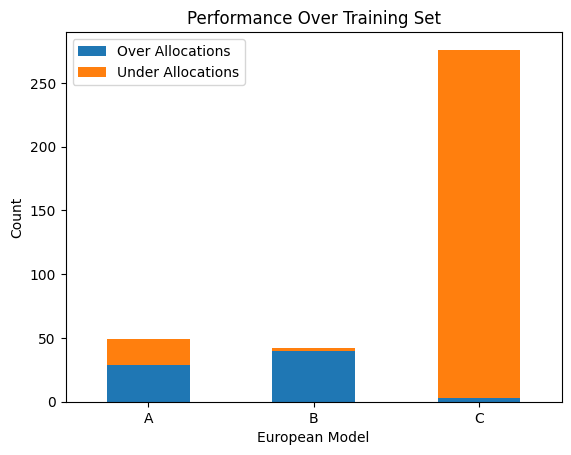 Performance Over Training Set
Over Allocations
Under Allocations
250
200
150
100
50
0
Count
A B C
European Model